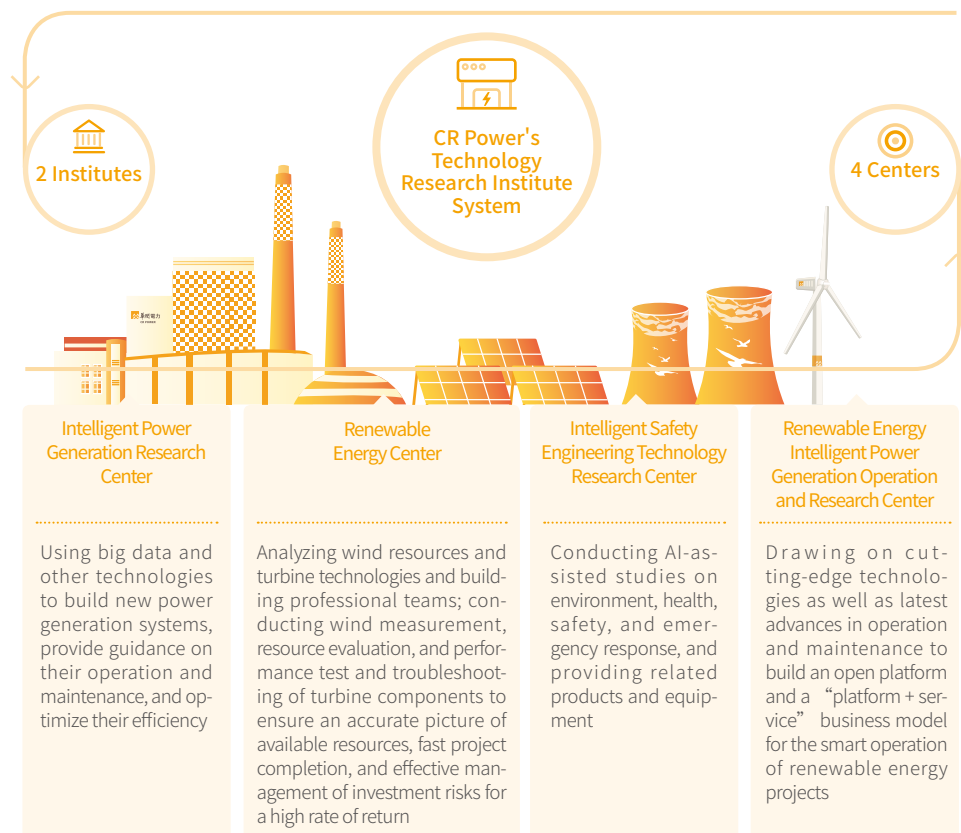 CR Power's
Technology
Research Institute
System
2 Institutes
4 Centers
Intelligent Power
Generation Research
Center
Using big data and
other technologies
to build new power
generation systems,
provide guidance on
their operation and
maintenance, and op-
timize their efficiency
Renewable
Energy Center
Analyzing wind resources and
turbine technologies and build-
ing professional teams; con-
ducting wind measurement,
resource evaluation, and perfor-
mance test and troubleshoot-
ing of turbine components to
ensure an accurate picture of
available resources, fast project
completion, and effective man-
agement of investment risks for
a high rate of return
Intelligent Safety
Engineering Technology
Research Center
Conducting AI-as-
sisted studies on
environment, health,
safety, and emer-
gency response, and
providing related
products and equip-
ment
Renewable Energy
Intelligent Power
Generation Operation
and Research Center
Drawing on cut-
ting-edge technolo-
gies as well as latest
advances in operation
and maintenance to
build an open platform
and a “platform + ser-
vice” business model
for the smart operation
of renewable energy
projects